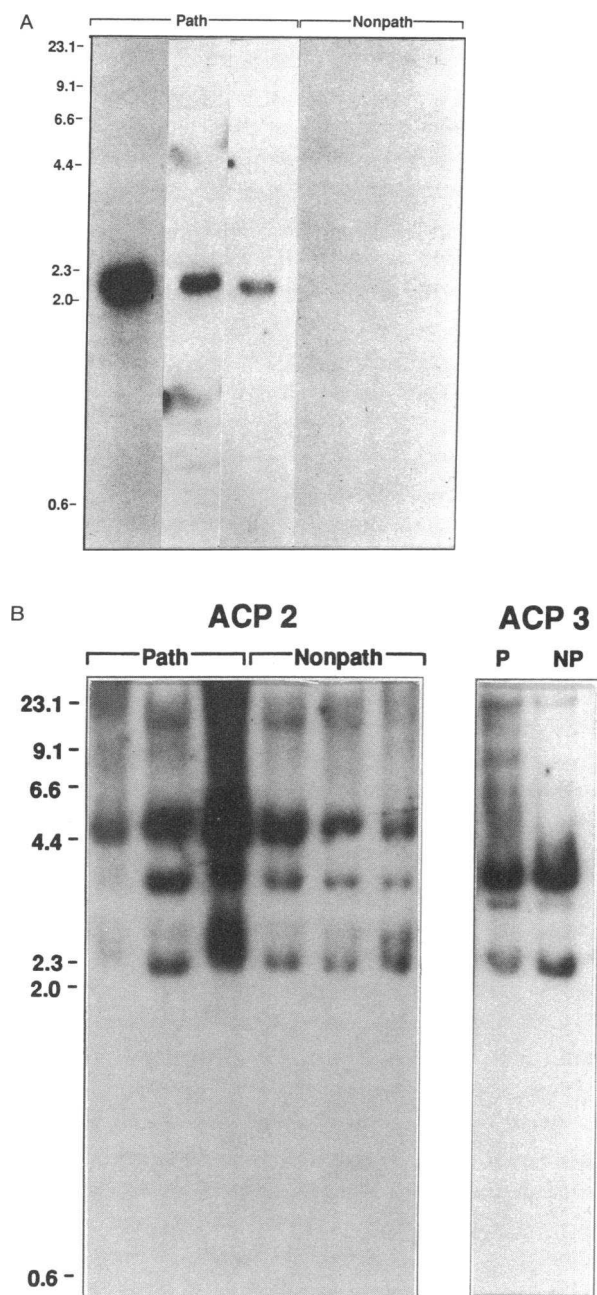 A
Path Nonpath
23.1-
9.1-
6.6-
4.4-
2.3-
2.0-
0.6-
B
ACP 2 ACP 3
Path Nonpath P NP
23.1-
9.1-
6.6-
4.4-
2.3-
2.0-
0.6-